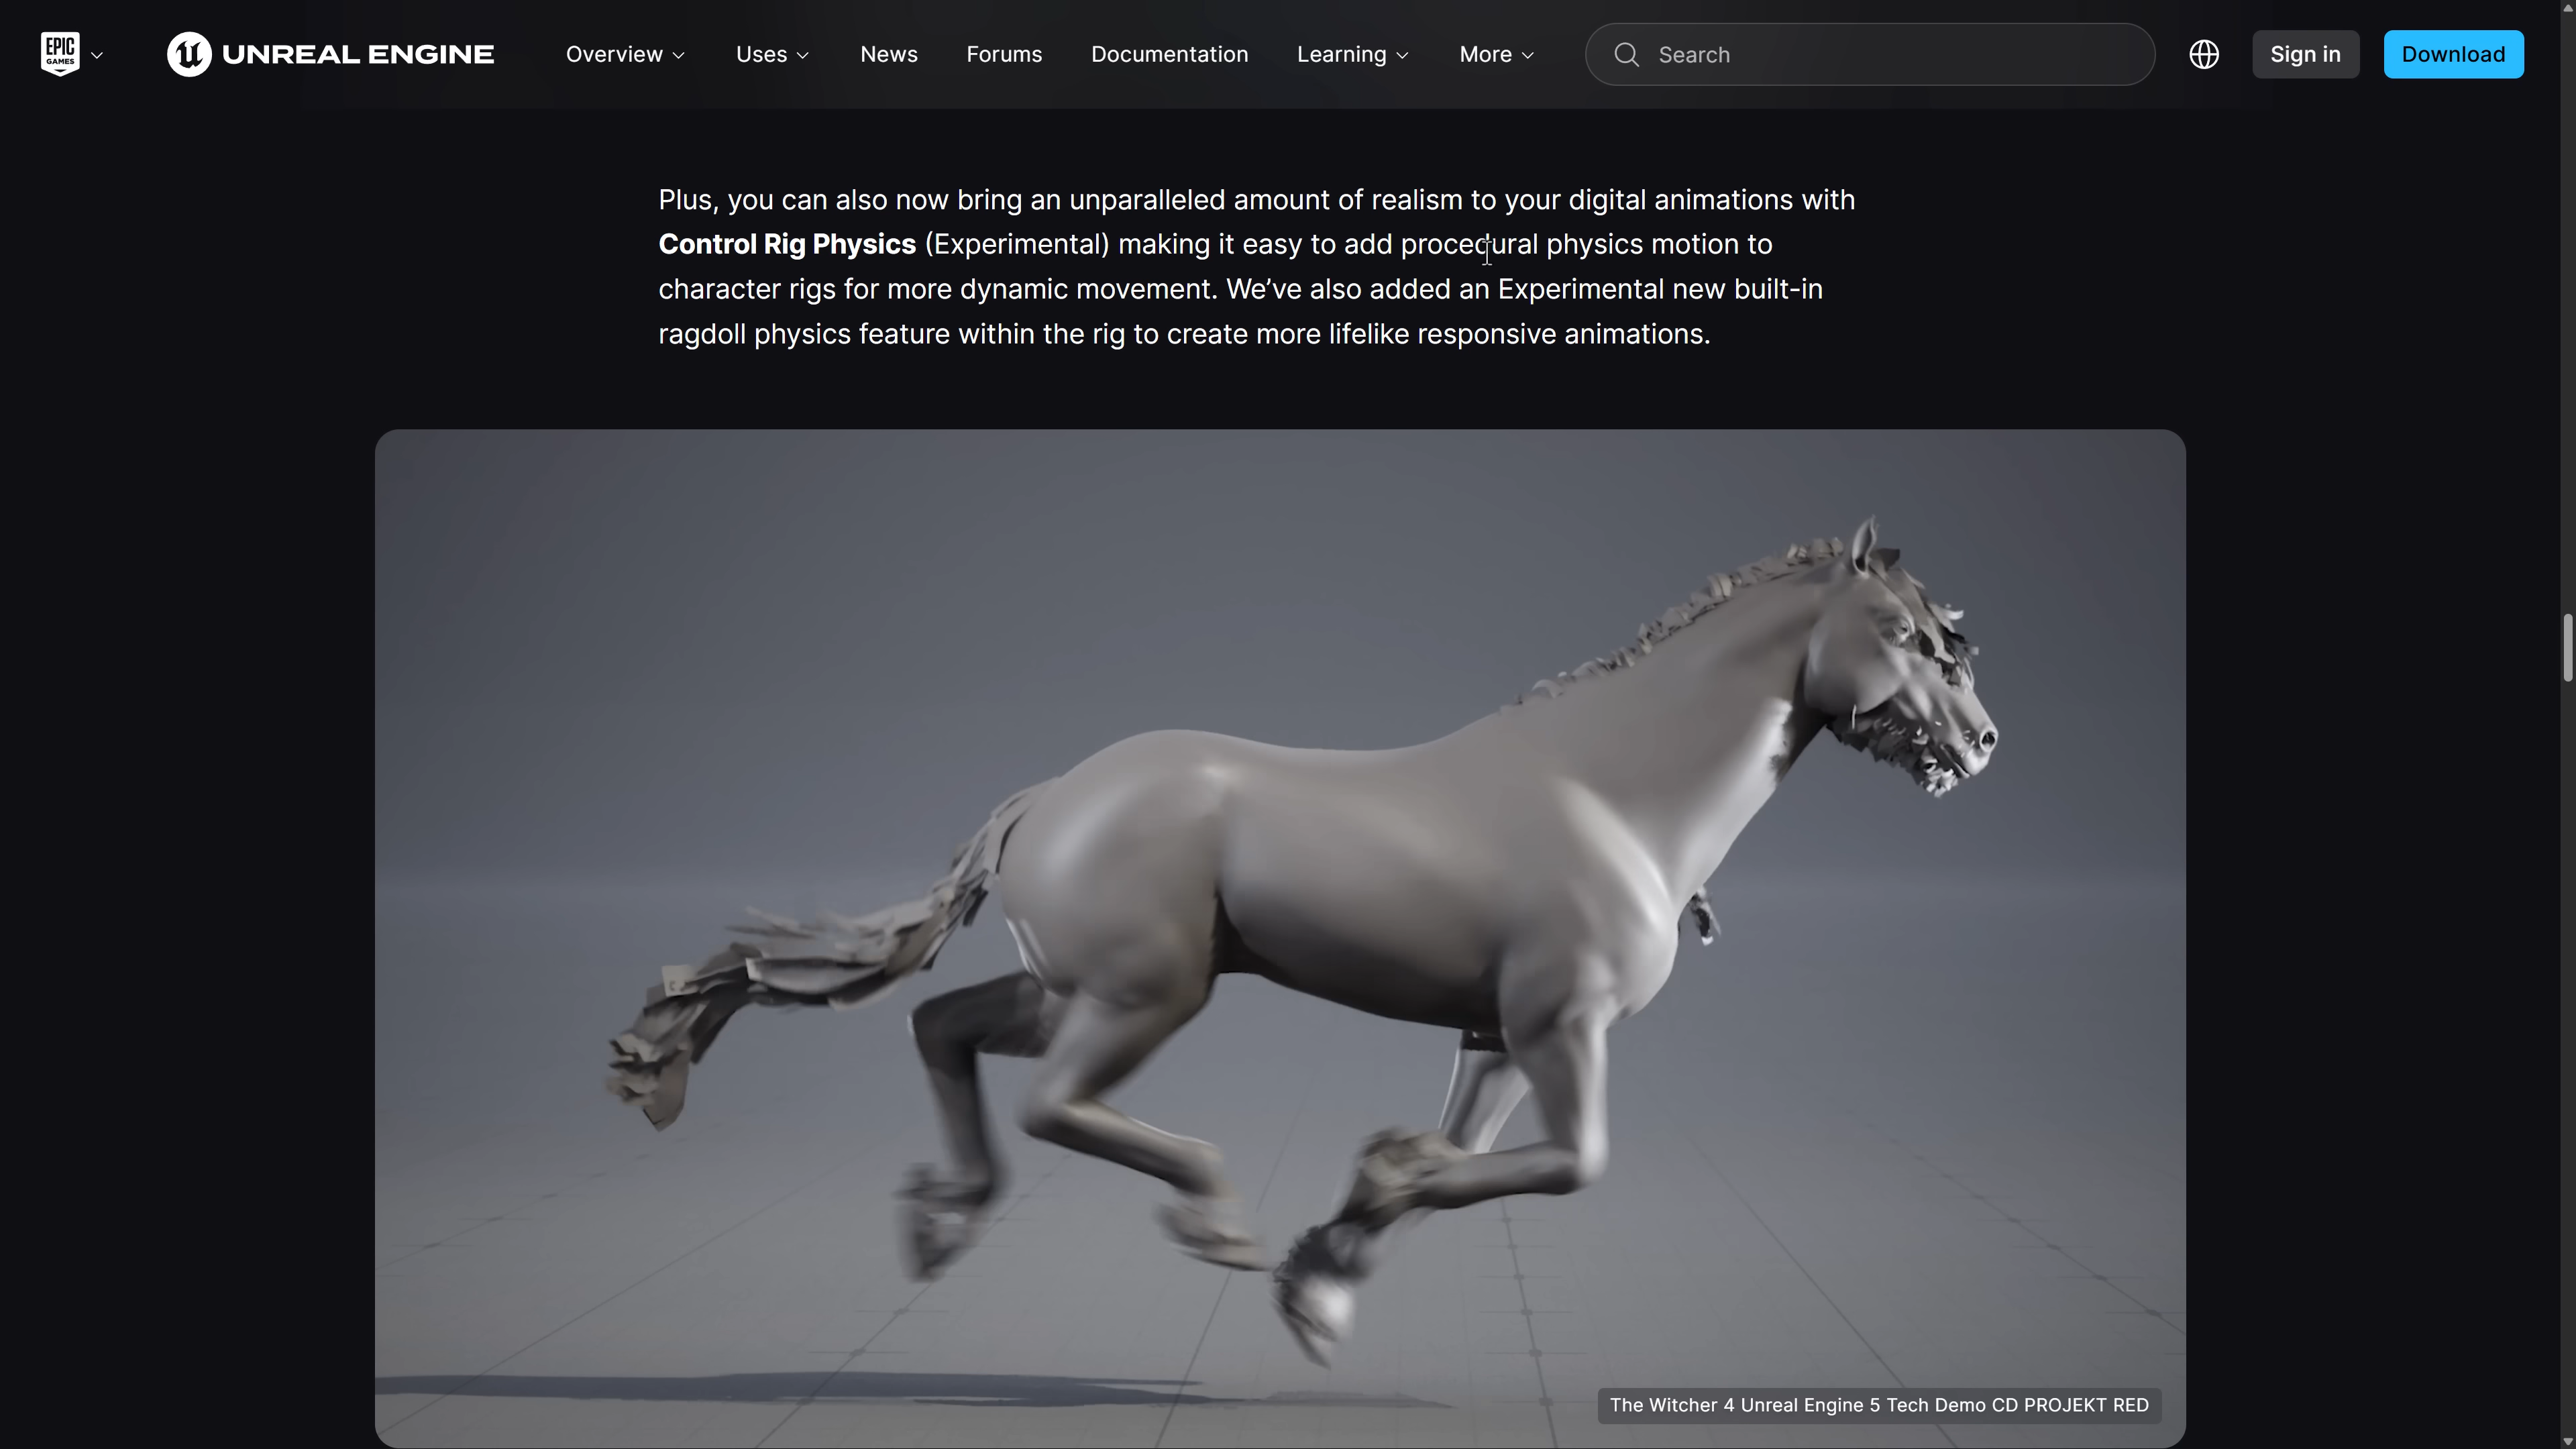 EPIC
GAMES
UNREAL ENGINE
Overview
Uses
News
Forums
Documentation
Learning
More
Search
Sign in
Download
Plus, you can also now bring an unparalleled amount of realism to your digital animations with
Control Rig Physics (Experimental) making it easy to add procedural physics motion to
character rigs for more dynamic movement. We’ve also added an Experimental new built-in
ragdoll physics feature within the rig to create more lifelike responsive animations.
The Witcher 4 Unreal Engine 5 Tech Demo CD PROJEKT RED